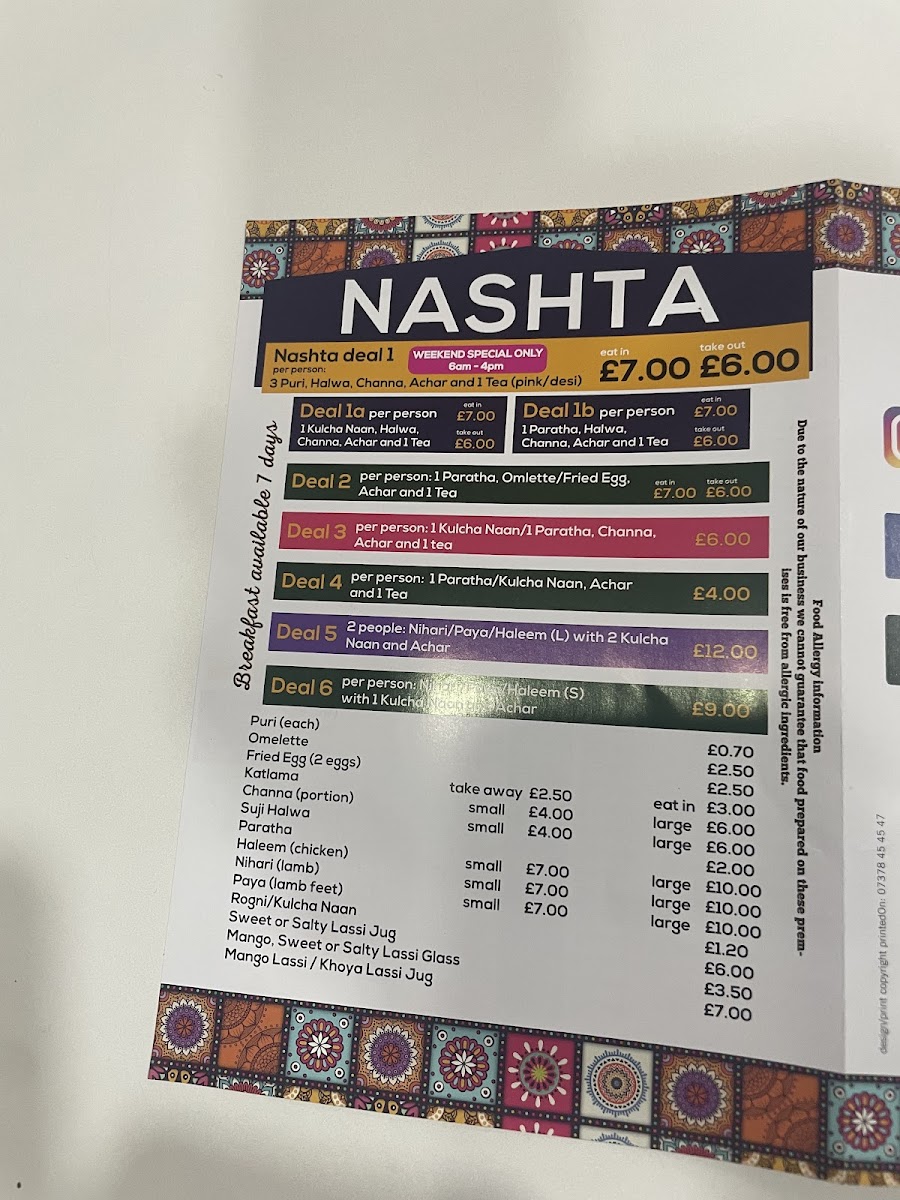 NASHTA
Nashta deal 1
WEEKEND SPECIAL ONLY
6am - 4pm
per person:
3 Puri, Halwa, Channa, Achar and 1 Tea (pink/desi)
eat in
£7.00
take out
£6.00
Deal 1a per person
1 Kulcha Naan, Halwa,
Channa, Achar and 1 Tea
eat in
£7.00
take out
£6.00
Deal 1b per person
1 Paratha, Halwa,
Channa, Achar and 1 Tea
eat in
£7.00
take out
£6.00
Deal 2 per person: 1 Paratha, Omlette/Fried Egg,
Achar and 1 Tea
eat in
£7.00
take out
£6.00
Deal 3 per person: 1 Kulcha Naan/1 Paratha, Channa,
Achar and 1 tea
£6.00
Deal 4 per person: 1 Paratha/Kulcha Naan, Achar
and 1 Tea
£4.00
Deal 5 2 people: Nihari/Paya/Haleem (L) with 2 Kulcha
Naan and Achar
£12.00
Deal 6 per person: /Haleem (S)
with 1 Kulcha Naan and Achar
£9.00
Breakfast available 7 days
Puri (each) £0.70
Omelette £2.50
Fried Egg (2 eggs) £2.50
Katlama take away £2.50 eat in £3.00
Channa (portion) small £4.00 large £6.00
Suji Halwa small £4.00 large £6.00
Paratha £2.00
Haleem (chicken) small £7.00 large £10.00
Nihari (lamb) small £7.00 large £10.00
Paya (lamb feet) small £7.00 large £10.00
Rogni/Kulcha Naan £1.20
Sweet or Salty Lassi Jug £6.00
Mango, Sweet or Salty Lassi Glass £3.50
Mango Lassi / Khoya Lassi Jug £7.00
Food Allergy information
Due to the nature of our business we cannot guarantee that food prepared on these prem-
ises is free from allergic ingredients.
design/print copyright printedOn: 07378 45 45 47